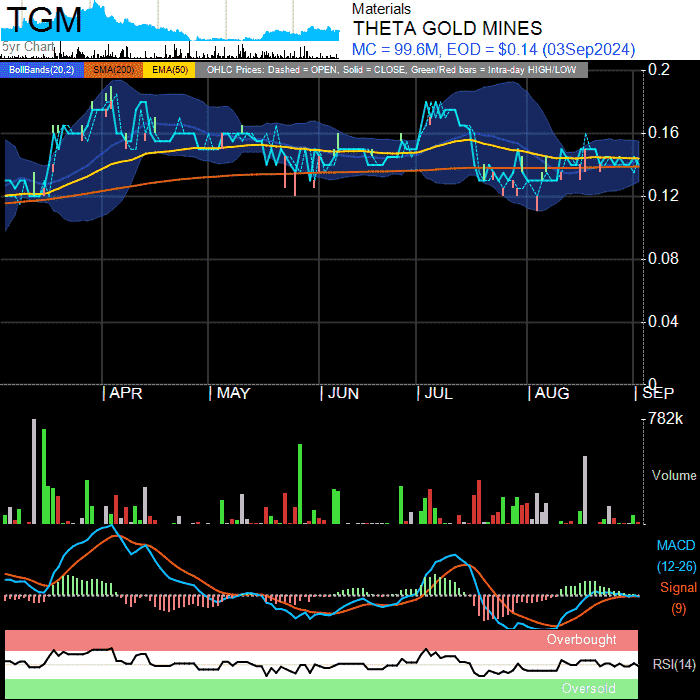 TGM
5yr Chart
Materials
THETA GOLD MINES
MC = 99.6M, EOD = $0.14 (03Sep2024)
BollBands(20,2) SMA(200) EMA(50) OHLC Prices: Dashed = OPEN, Solid = CLOSE, Green/Red bars = Intra-day HIGH/LOW
0.2
0.16
0.12
0.08
0.04
0
APR MAY JUN JUL AUG SEP
782k
Volume
MACD
(12-26)
Signal
(9)
Overbought
RSI(14)
Oversold